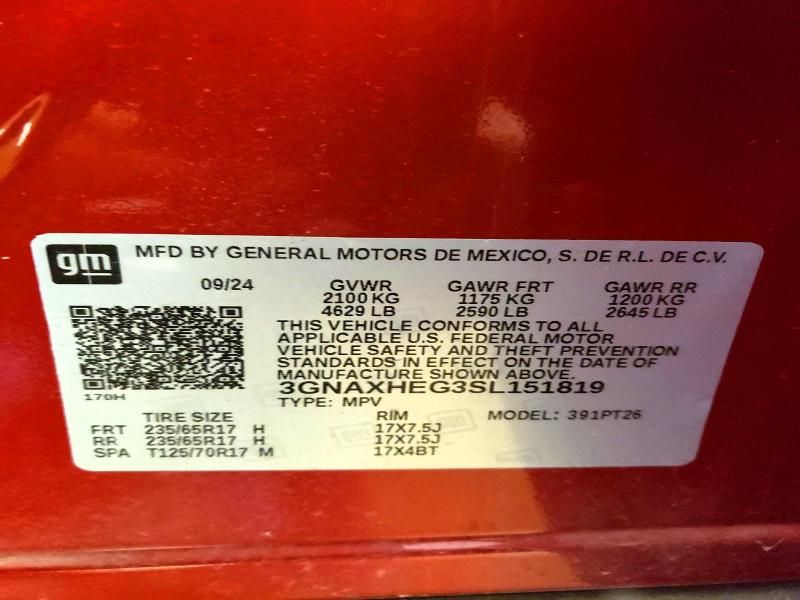 gm MFD BY GENERAL MOTORS DE MEXICO, S. DE R.L. DE C.V.
09/24 GVWR GAWR FRT GAWR RR
2100 KG 1175 KG 1200 KG
4629 LB 2590 LB 2645 LB
THIS VEHICLE CONFORMS TO ALL
APPLICABLE U.S. FEDERAL MOTOR
VEHICLE SAFETY AND THEFT PREVENTION
STANDARDS IN EFFECT ON THE DATE OF
MANUFACTURE SHOWN ABOVE.
3GNAXHEG3SL151819
170H
TYPE: MPV
TIRE SIZE RIM MODEL: 391PT26
FRT 235/65R17 H 17X7.5J
RR 235/65R17 H 17X7.5J
SPA T125/70R17 M 17X4BT